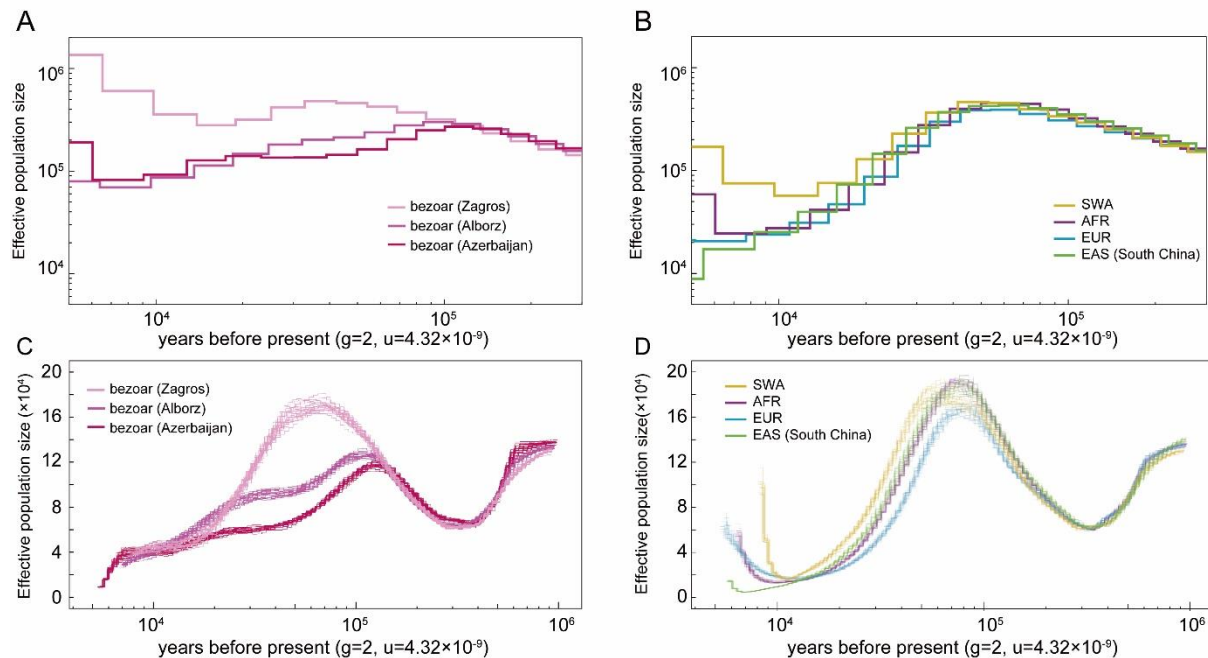 A
Effective population size
10⁶
10⁵
10⁴
bezoar (Zagros)
bezoar (Alborz)
bezoar (Azerbaijan)
10⁴
10⁵
years before present (g=2, u=4.32×10⁻⁹)
B
Effective population size
10⁶
10⁵
10⁴
SWA
AFR
EUR
EAS (South China)
10⁴
10⁵
years before present (g=2, u=4.32×10⁻⁹)
C
Effective population size (×10⁴)
20
16
12
8
4
0
bezoar (Zagros)
bezoar (Alborz)
bezoar (Azerbaijan)
10⁴
10⁵
10⁶
years before present (g=2, u=4.32×10⁻⁹)
D
Effective population size(×10⁴)
20
16
12
8
4
0
SWA
AFR
EUR
EAS (South China)
10⁴
10⁵
10⁶
years before present (g=2, u=4.32×10⁻⁹)